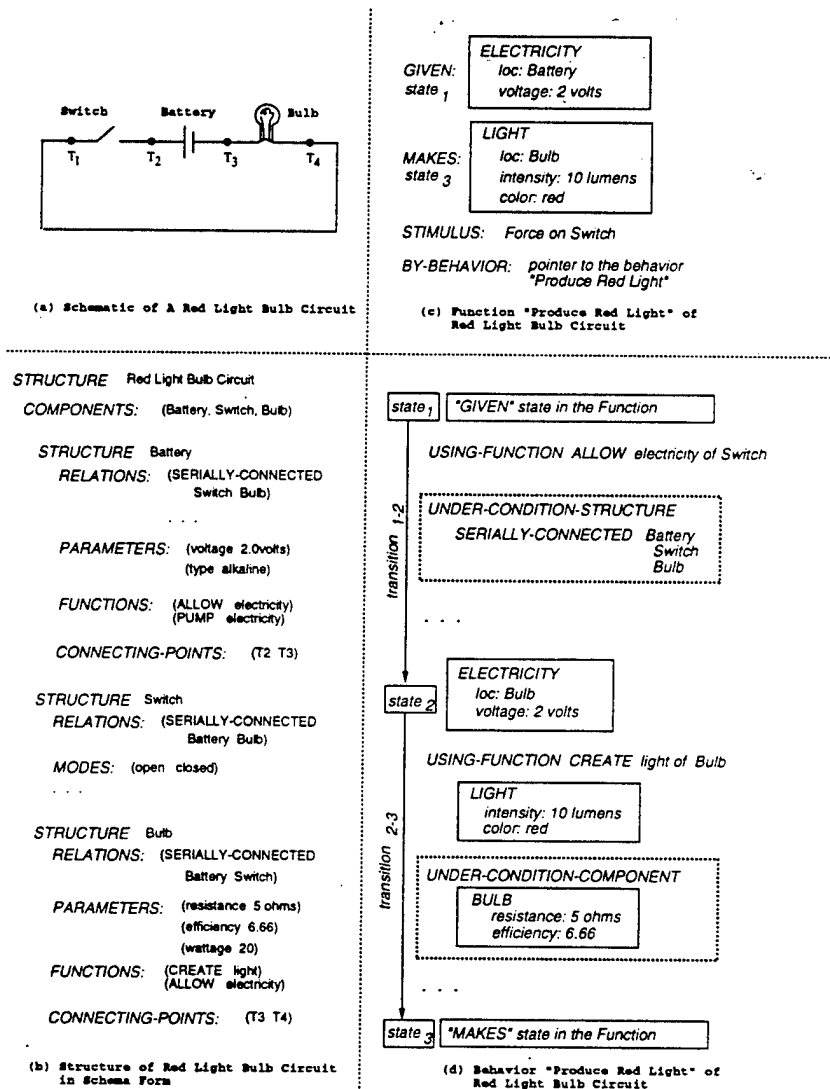 Switch Battery Bulb
T1 T2 T3 T4
(a) Schematic of A Red Light Bulb Circuit
GIVEN:
state 1
ELECTRICITY
loc: Battery
voltage: 2 volts
MAKES:
state 3
LIGHT
loc: Bulb
intensity: 10 lumens
color: red
STIMULUS: Force on Switch
BY-BEHAVIOR: pointer to the behavior
"Produce Red Light"
(c) Function "Produce Red Light" of
Red Light Bulb Circuit
STRUCTURE Red Light Bulb Circuit
COMPONENTS: (Battery, Switch, Bulb)
STRUCTURE Battery
RELATIONS: (SERIALLY-CONNECTED
Switch Bulb)
. . .
PARAMETERS: (voltage 2.0volts)
(type alkaline)
FUNCTIONS: (ALLOW electricity)
(PUMP electricity)
CONNECTING-POINTS: (T2 T3)
STRUCTURE Switch
RELATIONS: (SERIALLY-CONNECTED
Battery Bulb)
MODES: (open closed)
. . .
STRUCTURE Bulb
RELATIONS: (SERIALLY-CONNECTED
Battery Switch)
PARAMETERS: (resistance 5 ohms)
(efficiency 6.66)
(wattage 20)
FUNCTIONS: (CREATE light)
(ALLOW electricity)
CONNECTING-POINTS: (T3 T4)
(b) Structure of Red Light Bulb Circuit
in Schema Form
state 1 "GIVEN" state in the Function
transition 1-2
USING-FUNCTION ALLOW electricity of Switch
UNDER-CONDITION-STRUCTURE
SERIALLY-CONNECTED Battery
Switch
Bulb
. . .
state 2
ELECTRICITY
loc: Bulb
voltage: 2 volts
transition 2-3
USING-FUNCTION CREATE light of Bulb
LIGHT
intensity: 10 lumens
color: red
UNDER-CONDITION-COMPONENT
BULB
resistance: 5 ohms
efficiency: 6.66
. . .
state 3 "MAKES" state in the Function
(d) Behavior "Produce Red Light" of
Red Light Bulb Circuit